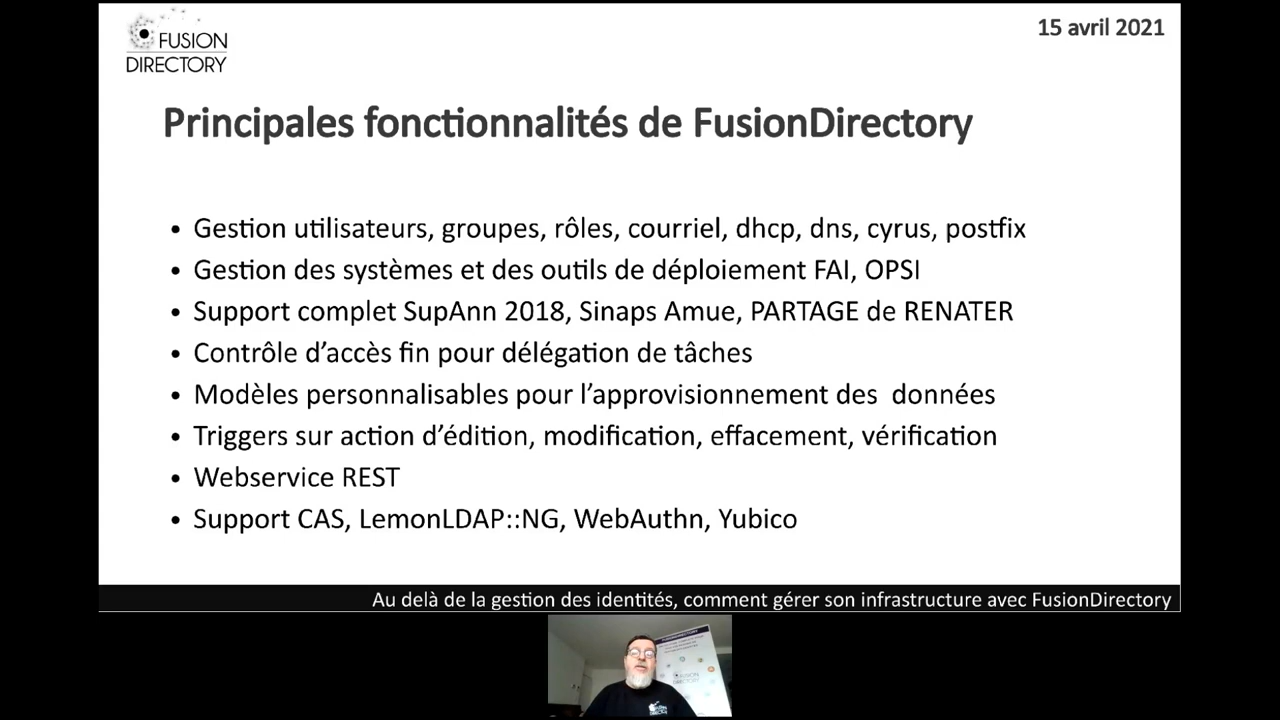 FUSION
DIRECTORY
15 avril 2021
Principales fonctionnalités de FusionDirectory
• Gestion utilisateurs, groupes, rôles, courriel, dhcp, dns, cyrus, postfix
• Gestion des systèmes et des outils de déploiement FAI, OPSI
• Support complet SupAnn 2018, Sinaps Amue, PARTAGE de RENATER
• Contrôle d’accès fin pour délégation de tâches
• Modèles personnalisables pour l’approvisionnement des  données
• Triggers sur action d’édition, modification, effacement, vérification
• Webservice REST
• Support CAS, LemonLDAP::NG, WebAuthn, Yubico
Au delà de la gestion des identités, comment gérer son infrastructure avec FusionDirectory
FUSION
DIRECTORY